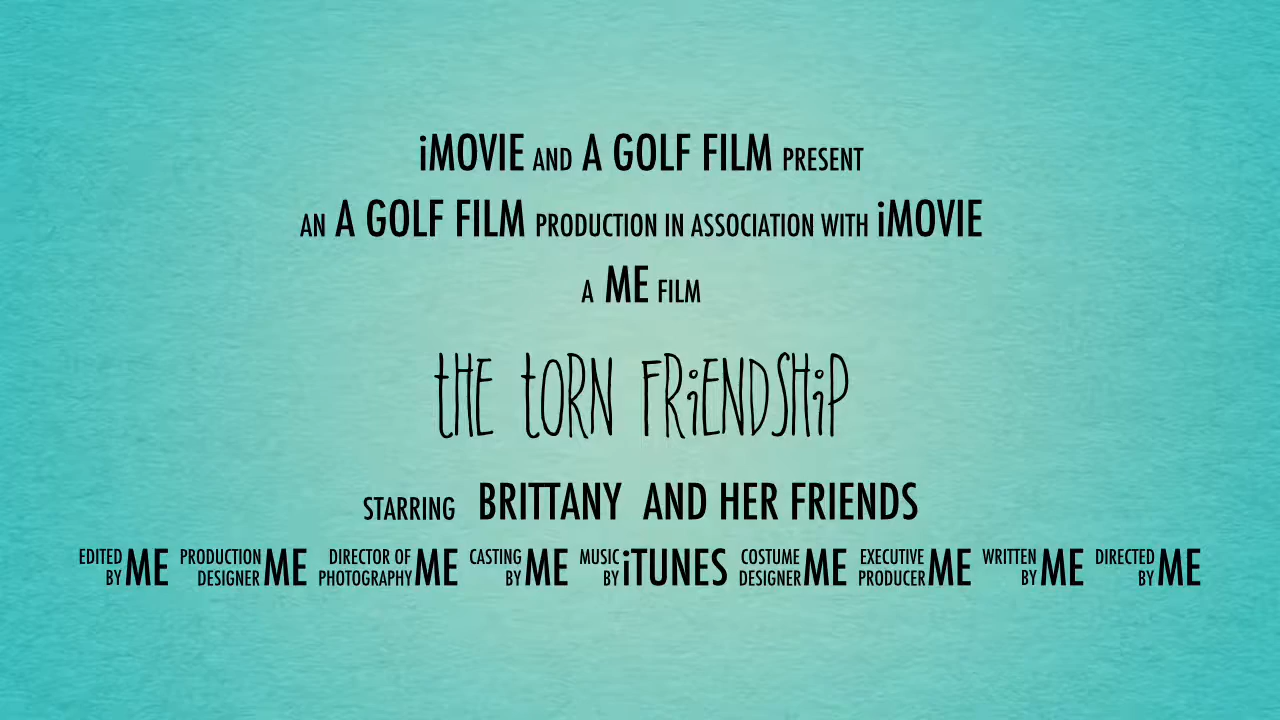 iMOVIE AND A GOLF FILM PRESENT
AN A GOLF FILM PRODUCTION IN ASSOCIATION WITH iMOVIE
A ME FILM
tHE tORN FRiENDSHiP
STARRING BRITTANY AND HER FRIENDS
EDITED BY ME PRODUCTION DESIGNER ME DIRECTOR OF PHOTOGRAPHY ME CASTING BY ME MUSIC BY iTUNES COSTUME DESIGNER ME EXECUTIVE PRODUCER ME WRITTEN BY ME DIRECTED BY ME